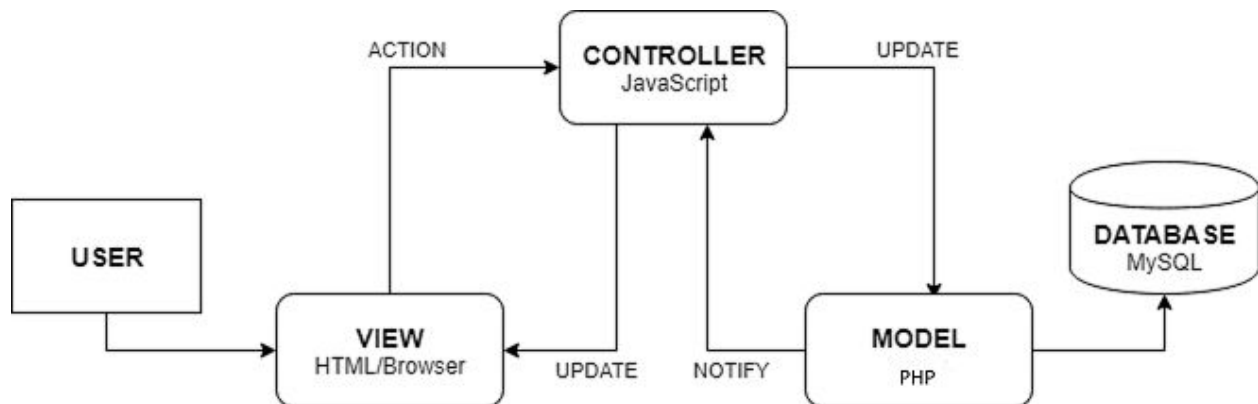 ACTION
CONTROLLER
JavaScript
UPDATE
USER
DATABASE
MySQL
VIEW
HTML/Browser
UPDATE
NOTIFY
MODEL
PHP